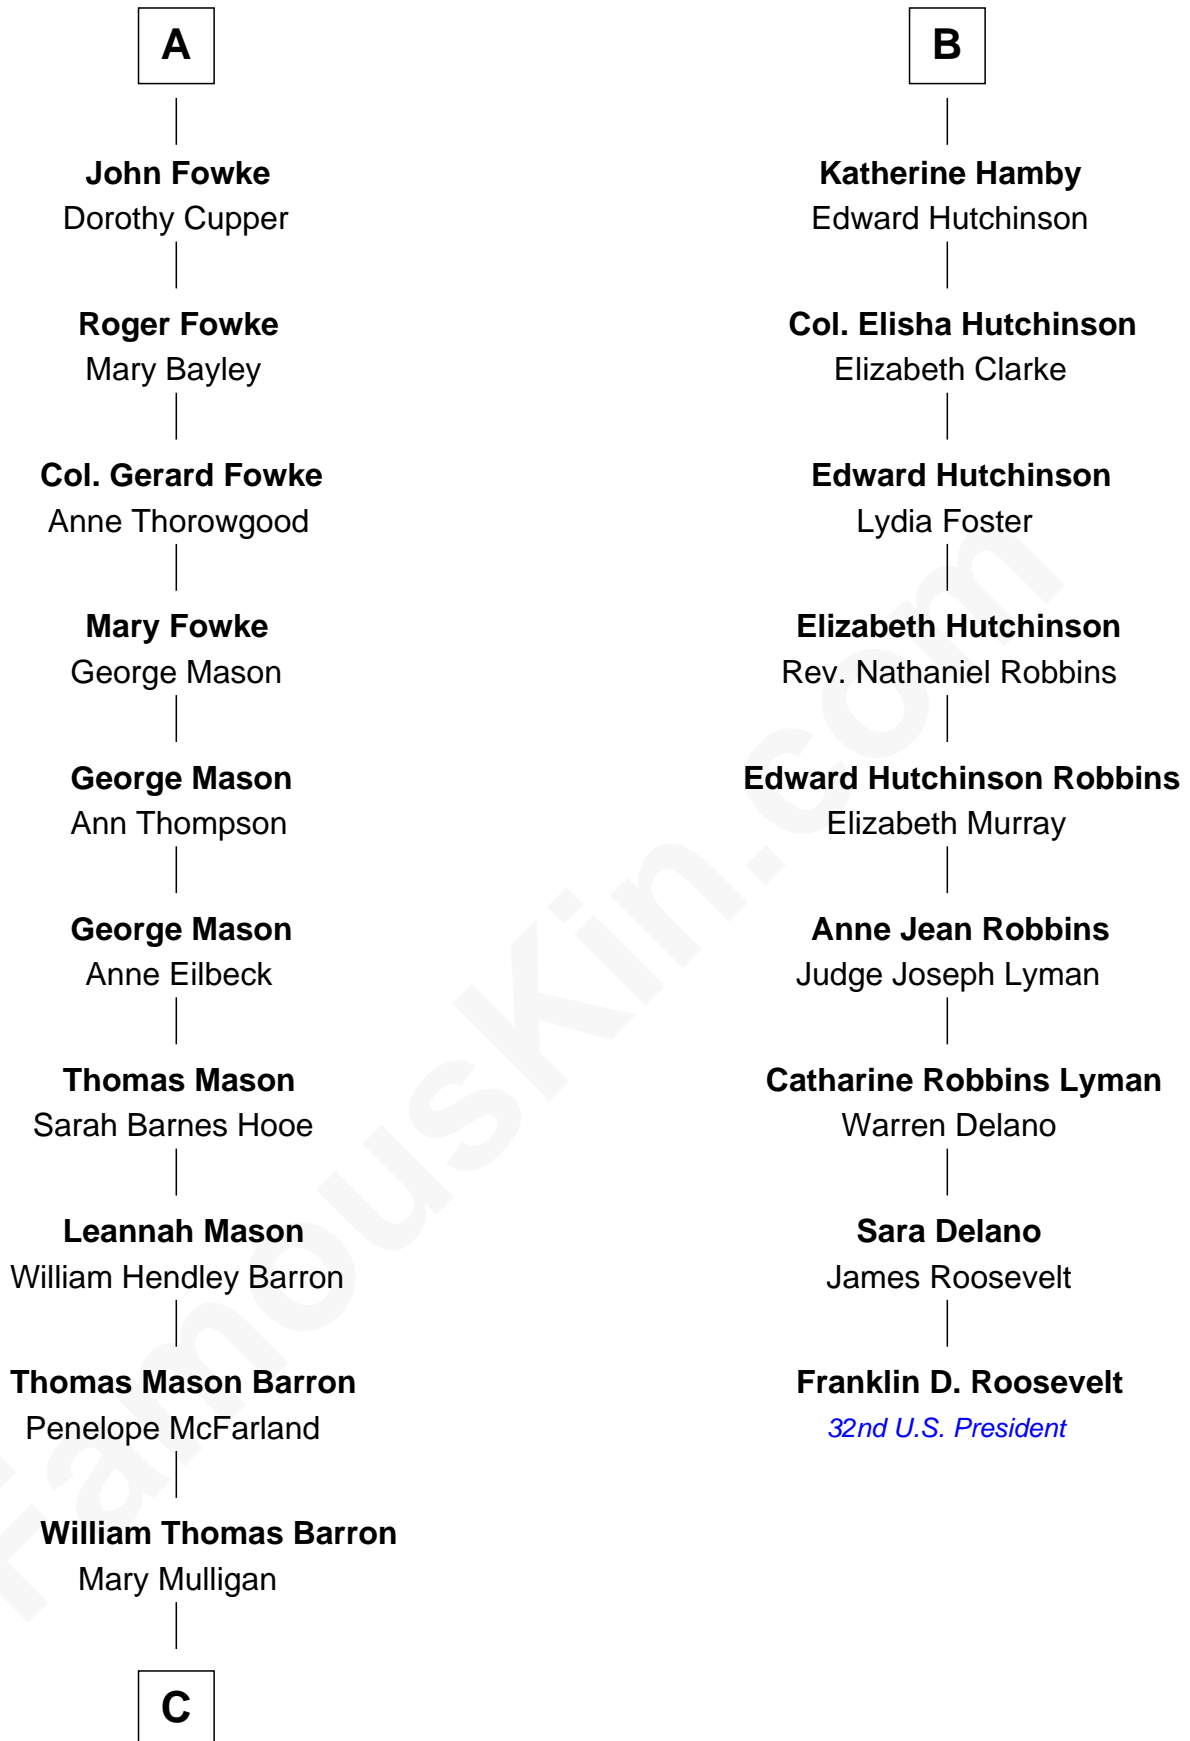 A
John Fowke
Dorothy Cupper
Roger Fowke
Mary Bayley
Col. Gerard Fowke
Anne Thorowgood
Mary Fowke
George Mason
George Mason
Ann Thompson
George Mason
Anne Eilbeck
Thomas Mason
Sarah Barnes Hooe
Leannah Mason
William Hendley Barron
Thomas Mason Barron
Penelope McFarland
William Thomas Barron
Mary Mulligan
C
B
Katherine Hamby
Edward Hutchinson
Col. Elisha Hutchinson
Elizabeth Clarke
Edward Hutchinson
Lydia Foster
Elizabeth Hutchinson
Rev. Nathaniel Robbins
Edward Hutchinson Robbins
Elizabeth Murray
Anne Jean Robbins
Judge Joseph Lyman
Catharine Robbins Lyman
Warren Delano
Sara Delano
James Roosevelt
Franklin D. Roosevelt
32nd U.S. President
FamousKin.com